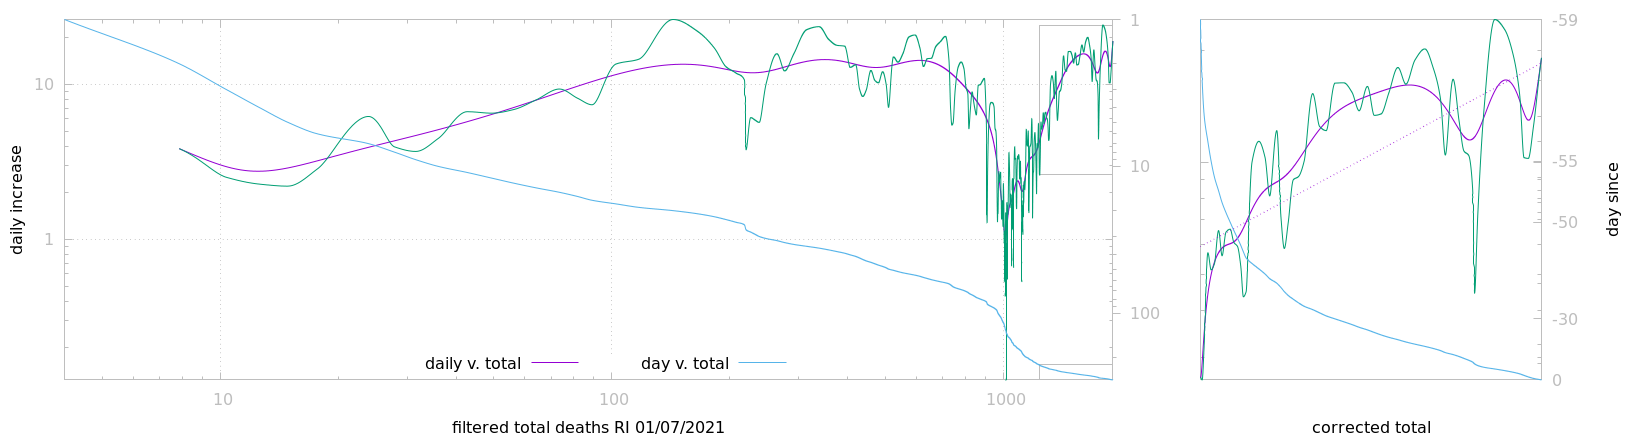 daily increase
10
1
daily v. total
day v. total
10
100
1000
filtered total deaths RI 01/07/2021
1
10
100
-59
-55
-50
-30
0
day since
corrected total